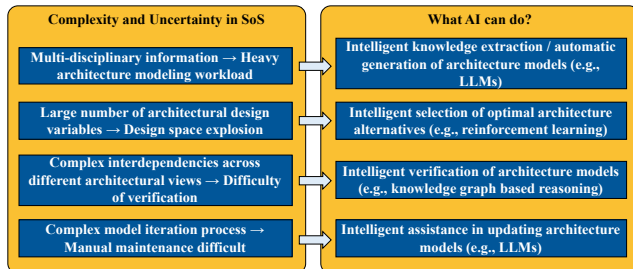 Complexity and Uncertainty in SoS
Multi-disciplinary information → Heavy
architecture modeling workload
Large number of architectural design
variables → Design space explosion
Complex interdependencies across
different architectural views → Difficulty
of verification
Complex model iteration process →
Manual maintenance difficult
What AI can do?
Intelligent knowledge extraction / automatic
generation of architecture models (e.g.,
LLMs)
Intelligent selection of optimal architecture
alternatives (e.g., reinforcement learning)
Intelligent verification of architecture models
(e.g., knowledge graph based reasoning)
Intelligent assistance in updating architecture
models (e.g., LLMs)